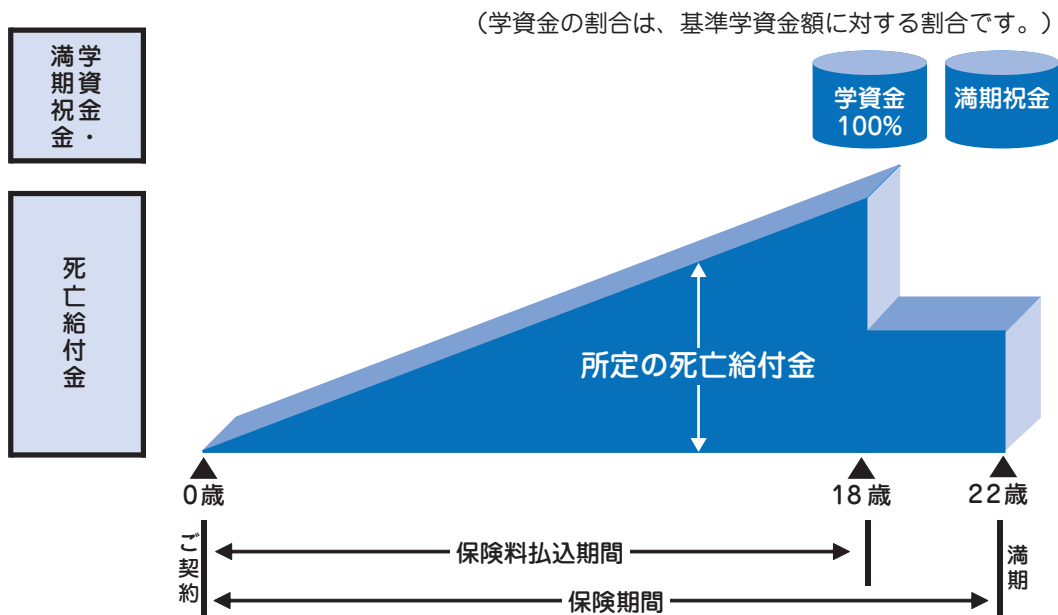 （学資金の割合は、基準学資金額に対する割合です。）
学資金・
満期祝金
学資金
100%
満期祝金
死亡給付金
所定の死亡給付金
0歳
18歳
22歳
ご契約
保険料払込期間
満期
保険期間